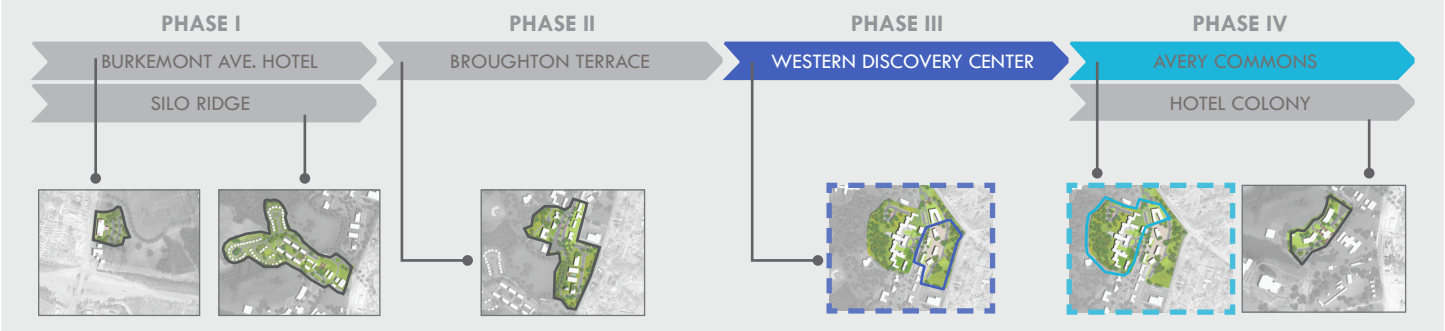 PHASE I
PHASE II
PHASE III
PHASE IV
BURKEMONT AVE. HOTEL
BROUGHTON TERRACE
WESTERN DISCOVERY CENTER
AVERY COMMONS
SILO RIDGE
HOTEL COLONY